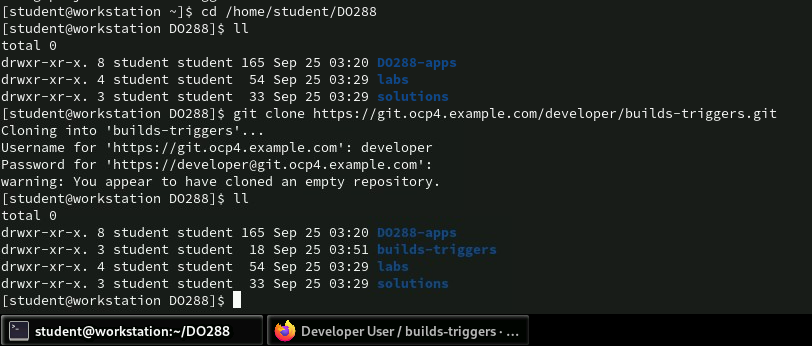 [student@workstation ~]$ cd /home/student/DO288
[student@workstation DO288]$ ll
total 0
drwxr-xr-x. 8 student student 165 Sep 25 03:20 DO288-apps
drwxr-xr-x. 4 student student  54 Sep 25 03:29 labs
drwxr-xr-x. 3 student student  33 Sep 25 03:29 solutions
[student@workstation DO288]$ git clone https://git.ocp4.example.com/developer/builds-triggers.git
Cloning into 'builds-triggers'...
Username for 'https://git.ocp4.example.com': developer
Password for 'https://developer@git.ocp4.example.com':
warning: You appear to have cloned an empty repository.
[student@workstation DO288]$ ll
total 0
drwxr-xr-x. 8 student student 165 Sep 25 03:20 DO288-apps
drwxr-xr-x. 3 student student  18 Sep 25 03:51 builds-triggers
drwxr-xr-x. 4 student student  54 Sep 25 03:29 labs
drwxr-xr-x. 3 student student  33 Sep 25 03:29 solutions
[student@workstation DO288]$
student@workstation:~/DO288
Developer User / builds-triggers · ...